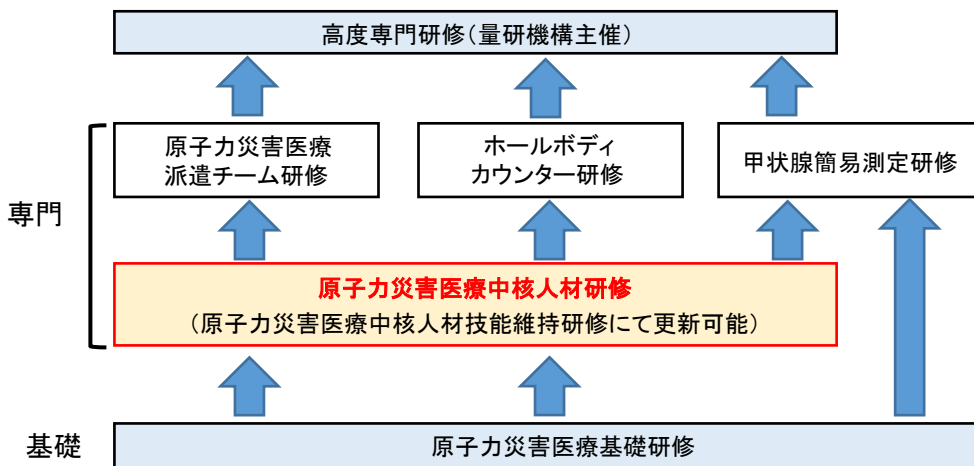 高度専門研修（量研機構主催）
原子力災害医療
派遣チーム研修
ホールボディ
カウンター研修
甲状腺簡易測定研修
専門
原子力災害医療中核人材研修
（原子力災害医療中核人材技能維持研修にて更新可能）
基礎
原子力災害医療基礎研修